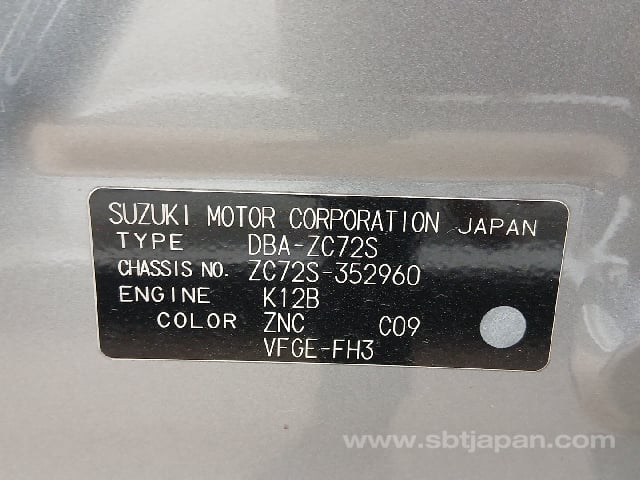 SUZUKI MOTOR CORPORATION JAPAN
TYPE DBA-ZC72S
CHASSIS NO. ZC72S-352960
ENGINE K12B
COLOR ZNC C09
VFGE-FH3
www.sbtjapan.com